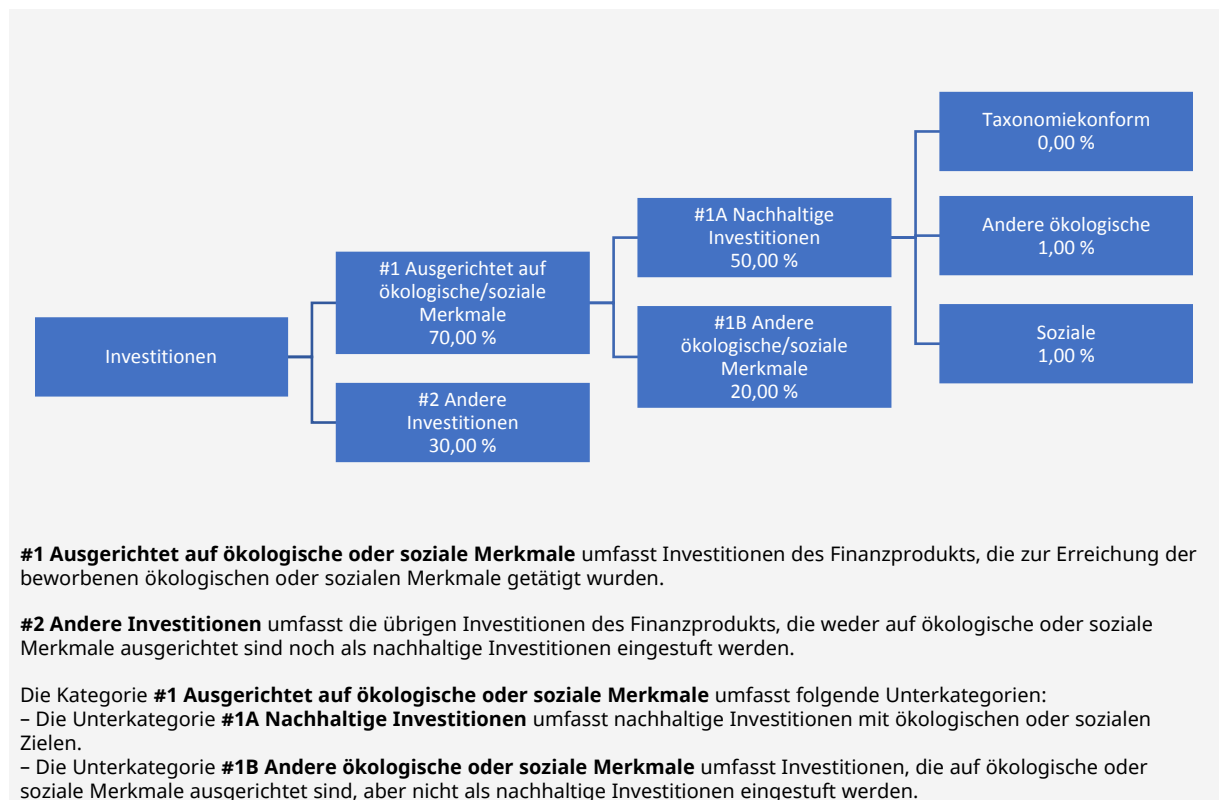 Taxonomiekonform
0,00 %
#1A Nachhaltige
Investitionen
50,00 %
Andere ökologische
1,00 %
#1 Ausgerichtet auf
ökologische/soziale
Merkmale
70,00 %
Investitionen
#1B Andere
ökologische/soziale
Merkmale
20,00 %
Soziale
1,00 %
#2 Andere
Investitionen
30,00 %
#1 Ausgerichtet auf ökologische oder soziale Merkmale umfasst Investitionen des Finanzprodukts, die zur Erreichung der
beworbenen ökologischen oder sozialen Merkmale getätigt wurden.
#2 Andere Investitionen umfasst die übrigen Investitionen des Finanzprodukts, die weder auf ökologische oder soziale
Merkmale ausgerichtet sind noch als nachhaltige Investitionen eingestuft werden.
Die Kategorie #1 Ausgerichtet auf ökologische oder soziale Merkmale umfasst folgende Unterkategorien:
– Die Unterkategorie #1A Nachhaltige Investitionen umfasst nachhaltige Investitionen mit ökologischen oder sozialen
Zielen.
– Die Unterkategorie #1B Andere ökologische oder soziale Merkmale umfasst Investitionen, die auf ökologische oder
soziale Merkmale ausgerichtet sind, aber nicht als nachhaltige Investitionen eingestuft werden.